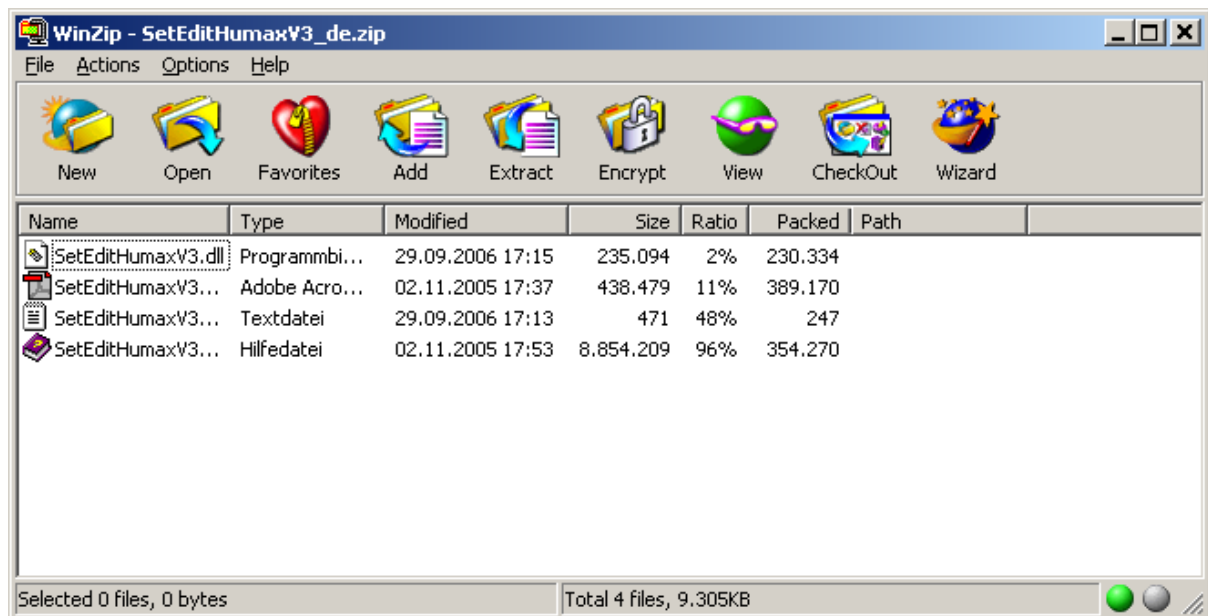 WinZip - SetEditHumaxV3_de.zip
File Actions Options Help
New Open Favorites Add Extract Encrypt View CheckOut Wizard
Name Type Modified Size Ratio Packed Path
SetEditHumaxV3.dll Programmbi... 29.09.2006 17:15 235.094 2% 230.334
SetEditHumaxV3... Adobe Acro... 02.11.2005 17:37 438.479 11% 389.170
SetEditHumaxV3... Textdatei 29.09.2006 17:13 471 48% 247
SetEditHumaxV3... Hilfedatei 02.11.2005 17:53 8.854.209 96% 354.270
Selected 0 files, 0 bytes Total 4 files, 9.305KB